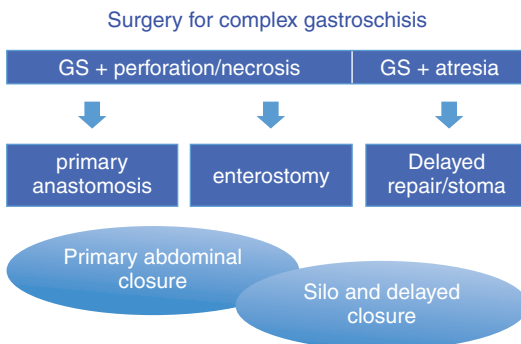 Surgery for complex gastroschisis
GS + perforation/necrosis
GS + atresia
primary
anastomosis
enterostomy
Delayed
repair/stoma
Primary abdominal
closure
Silo and delayed
closure